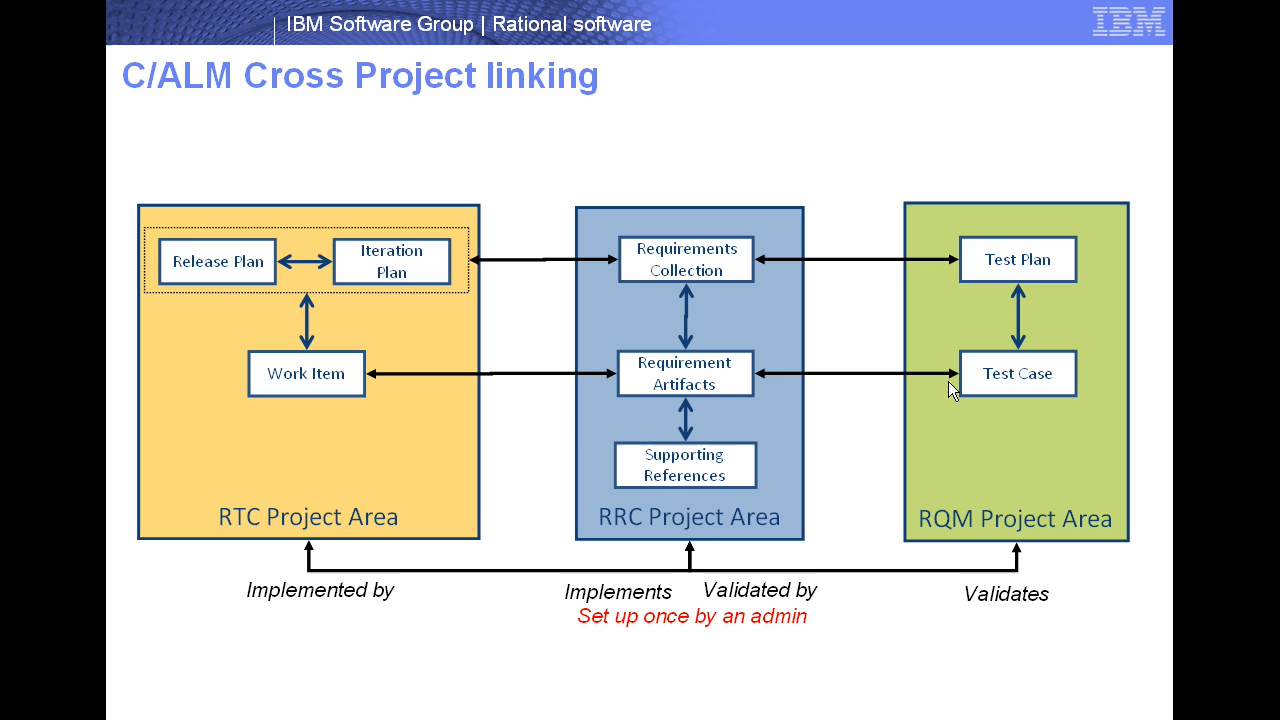 IBM Software Group | Rational software
IBM
C/ALM Cross Project linking
Release Plan
Iteration
Plan
Work Item
RTC Project Area
Requirements
Collection
Requirement
Artifacts
Supporting
References
RRC Project Area
Test Plan
Test Case
RQM Project Area
Implemented by
Implements
Validated by
Validates
Set up once by an admin